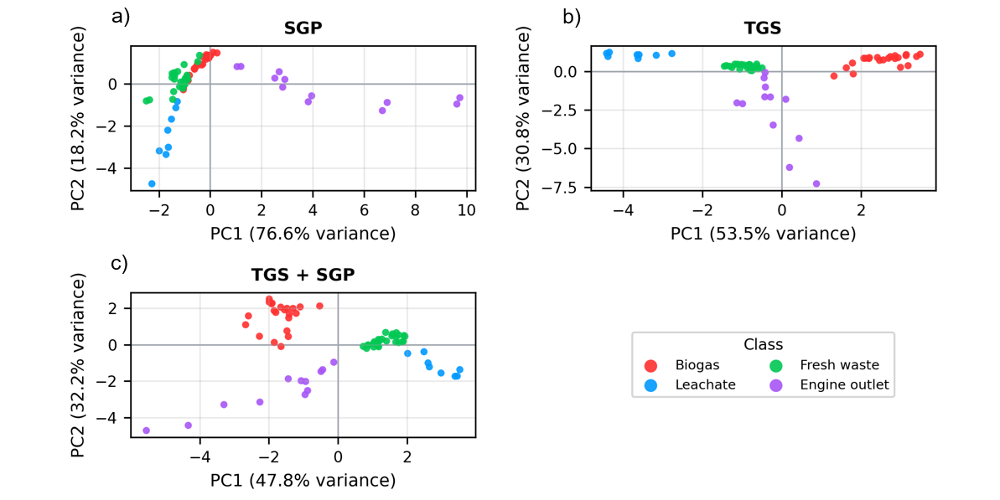 a)
SGP
PC2 (18.2% variance)
0
−2
−4
−2
0
2
4
6
8
10
PC1 (76.6% variance)
b)
TGS
PC2 (30.8% variance)
0.0
−2.5
−5.0
−7.5
−4
−2
0
2
PC1 (53.5% variance)
c)
TGS + SGP
PC2 (32.2% variance)
2
0
−2
−4
−4
−2
0
2
PC1 (47.8% variance)
Class
Biogas
Fresh waste
Leachate
Engine outlet